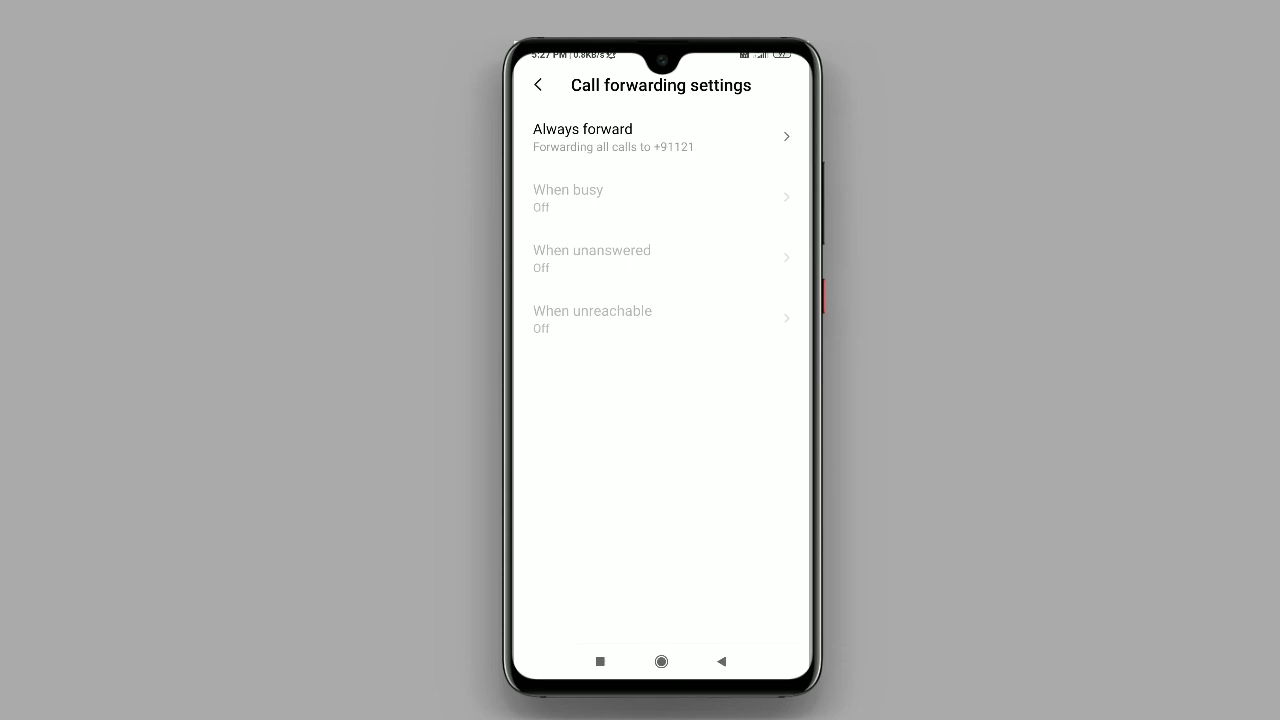 5:27 PM | 0.8KB/s
Call forwarding settings
Always forward
Forwarding all calls to +91121
When busy
Off
When unanswered
Off
When unreachable
Off